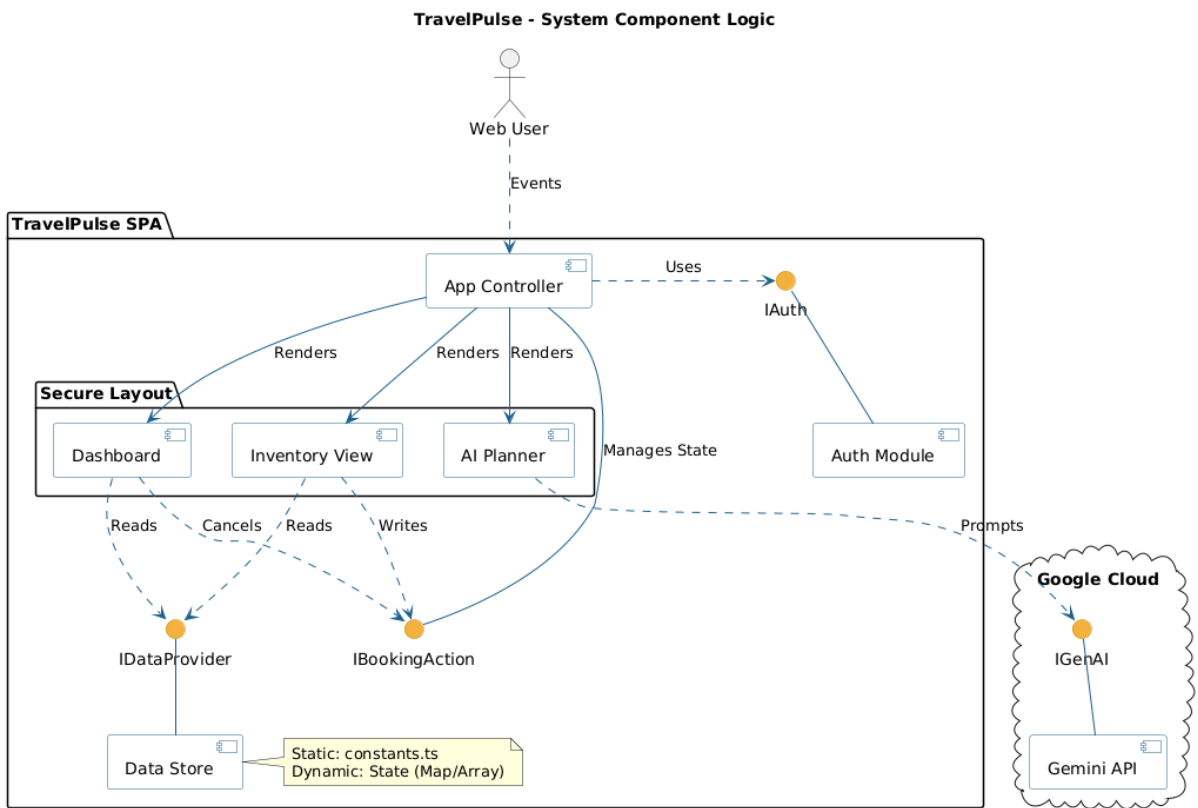 TravelPulse - System Component Logic
Web User
Events
TravelPulse SPA
App Controller
Uses
IAuth
Renders
Renders
Renders
Secure Layout
Dashboard
Inventory View
AI Planner
Manages State
Auth Module
Reads
Cancels
Reads
Writes
Prompts
Google Cloud
IDataProvider
IBookingAction
IGenAI
Data Store
Static: constants.ts
Dynamic: State (Map/Array)
Gemini API